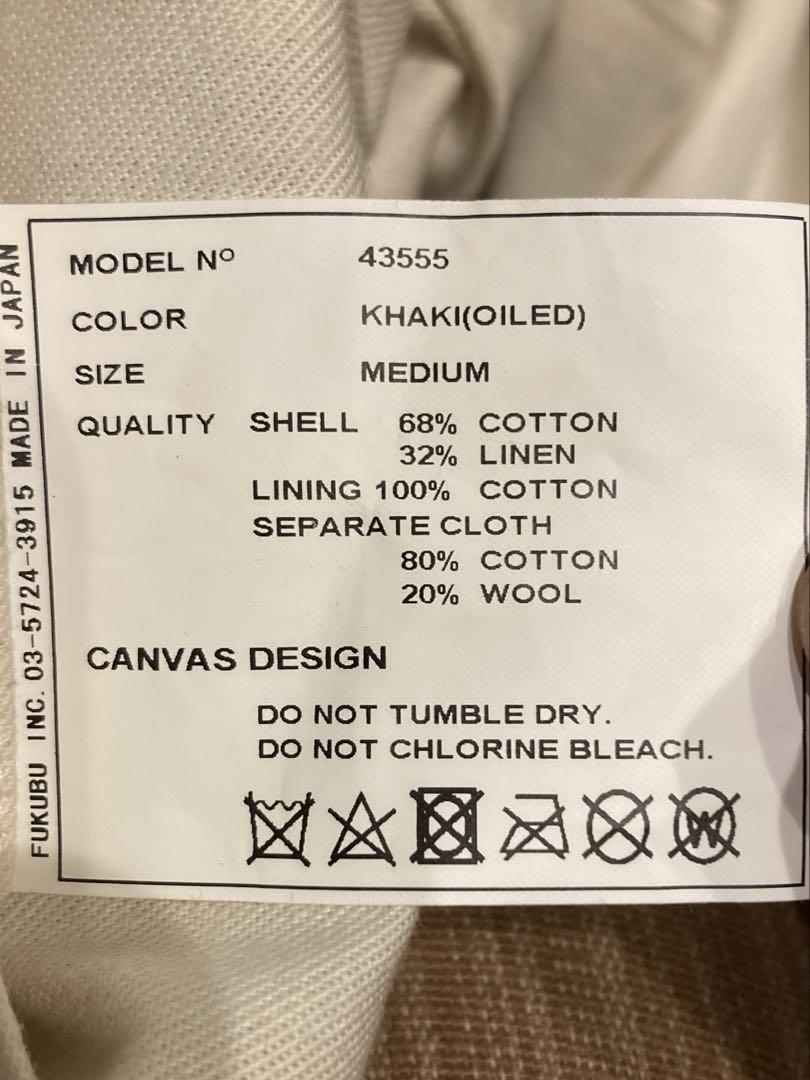 MODEL Nº 43555
COLOR KHAKI(OILED)
SIZE MEDIUM
QUALITY SHELL 68% COTTON
32% LINEN
LINING 100% COTTON
SEPARATE CLOTH
80% COTTON
20% WOOL
CANVAS DESIGN
DO NOT TUMBLE DRY.
DO NOT CHLORINE BLEACH.
W
FUKUBU INC. 03-5724-3915 MADE IN JAPAN